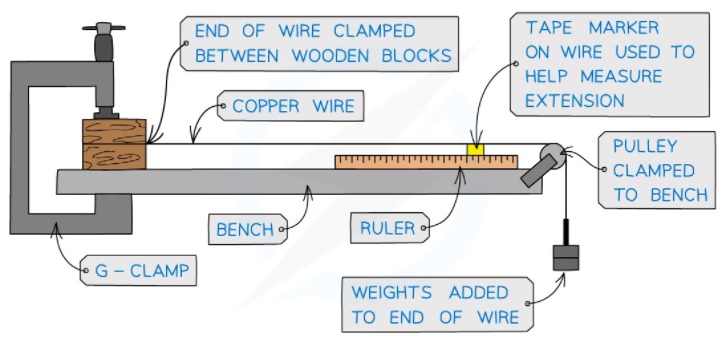 END OF WIRE CLAMPED
BETWEEN WOODEN BLOCKS
TAPE MARKER
ON WIRE USED TO
HELP MEASURE
EXTENSION
COPPER WIRE
PULLEY
CLAMPED
TO BENCH
BENCH
RULER
G-CLAMP
WEIGHTS ADDED
TO END OF WIRE